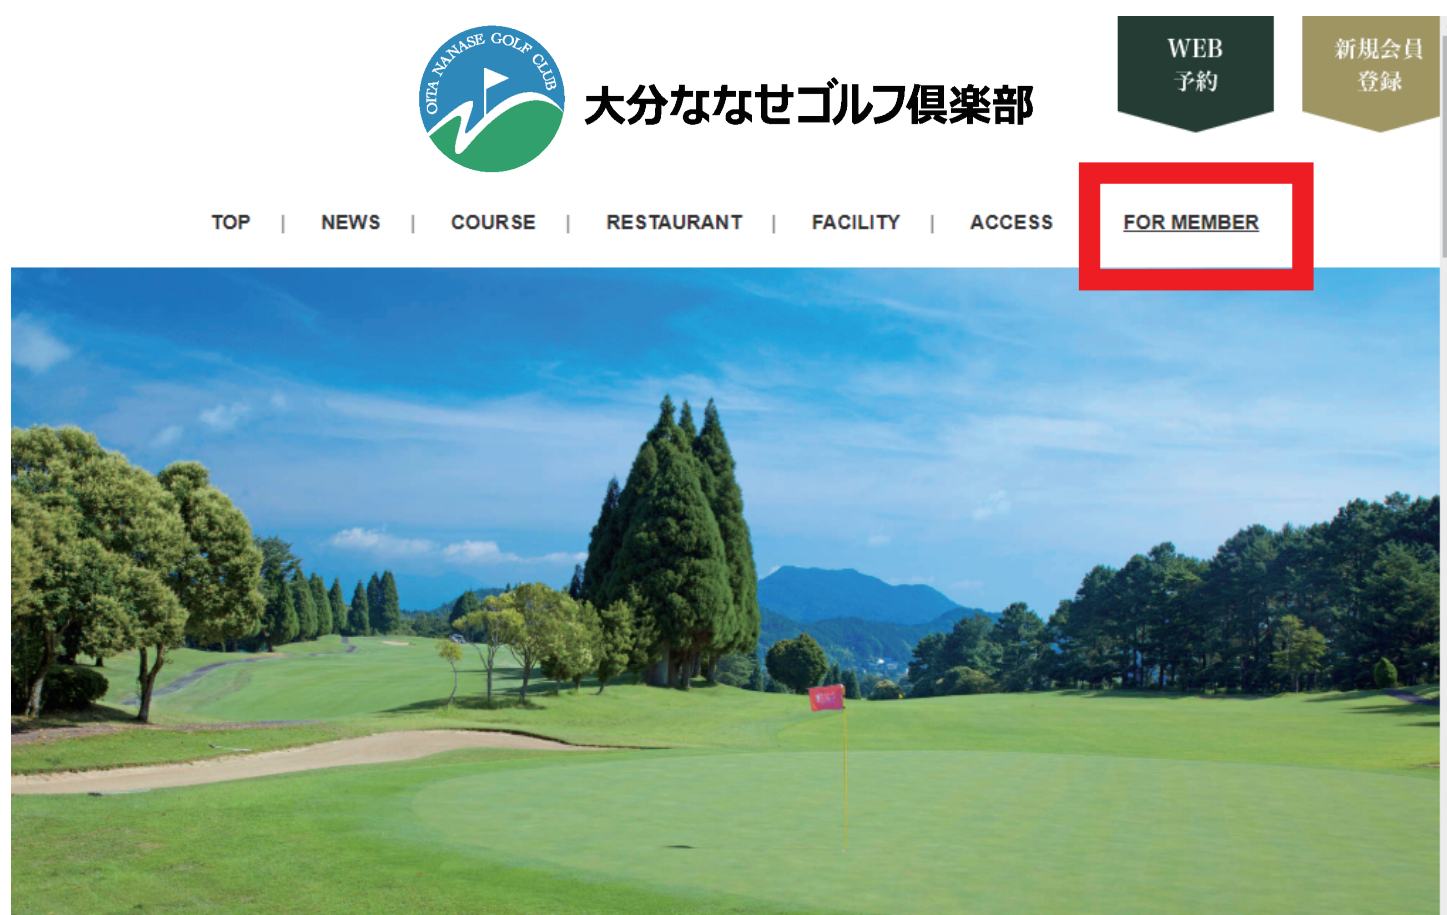 OITA NANASE GOLF CLUB
大分ななせゴルフ倶楽部
WEB
予約
新規会員
登録
TOP | NEWS | COURSE | RESTAURANT | FACILITY | ACCESS
FOR MEMBER